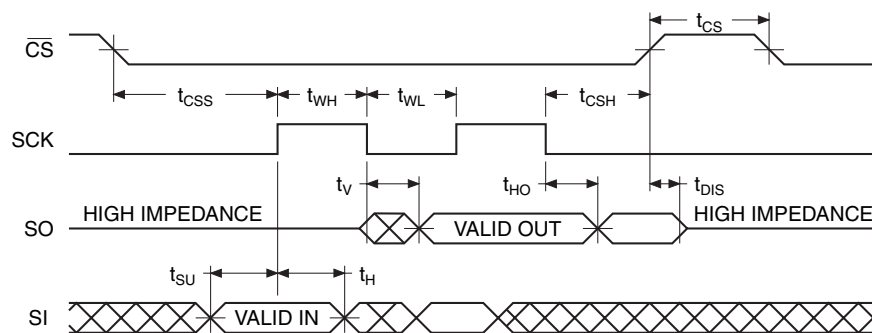 CS
t_CS
t_CSS
t_WH
t_WL
t_CSH
SCK
t_V
t_HO
t_DIS
HIGH IMPEDANCE
HIGH IMPEDANCE
SO
VALID OUT
t_SU
t_H
SI
VALID IN